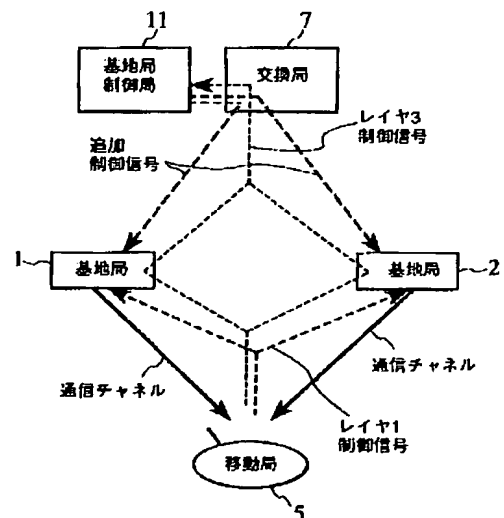 11
7
基地局
制御局
交換局
レイヤ3
制御信号
追加
制御信号
1
基地局
基地局
2
通信チャネル
通信チャネル
レイヤ1
制御信号
移動局
5